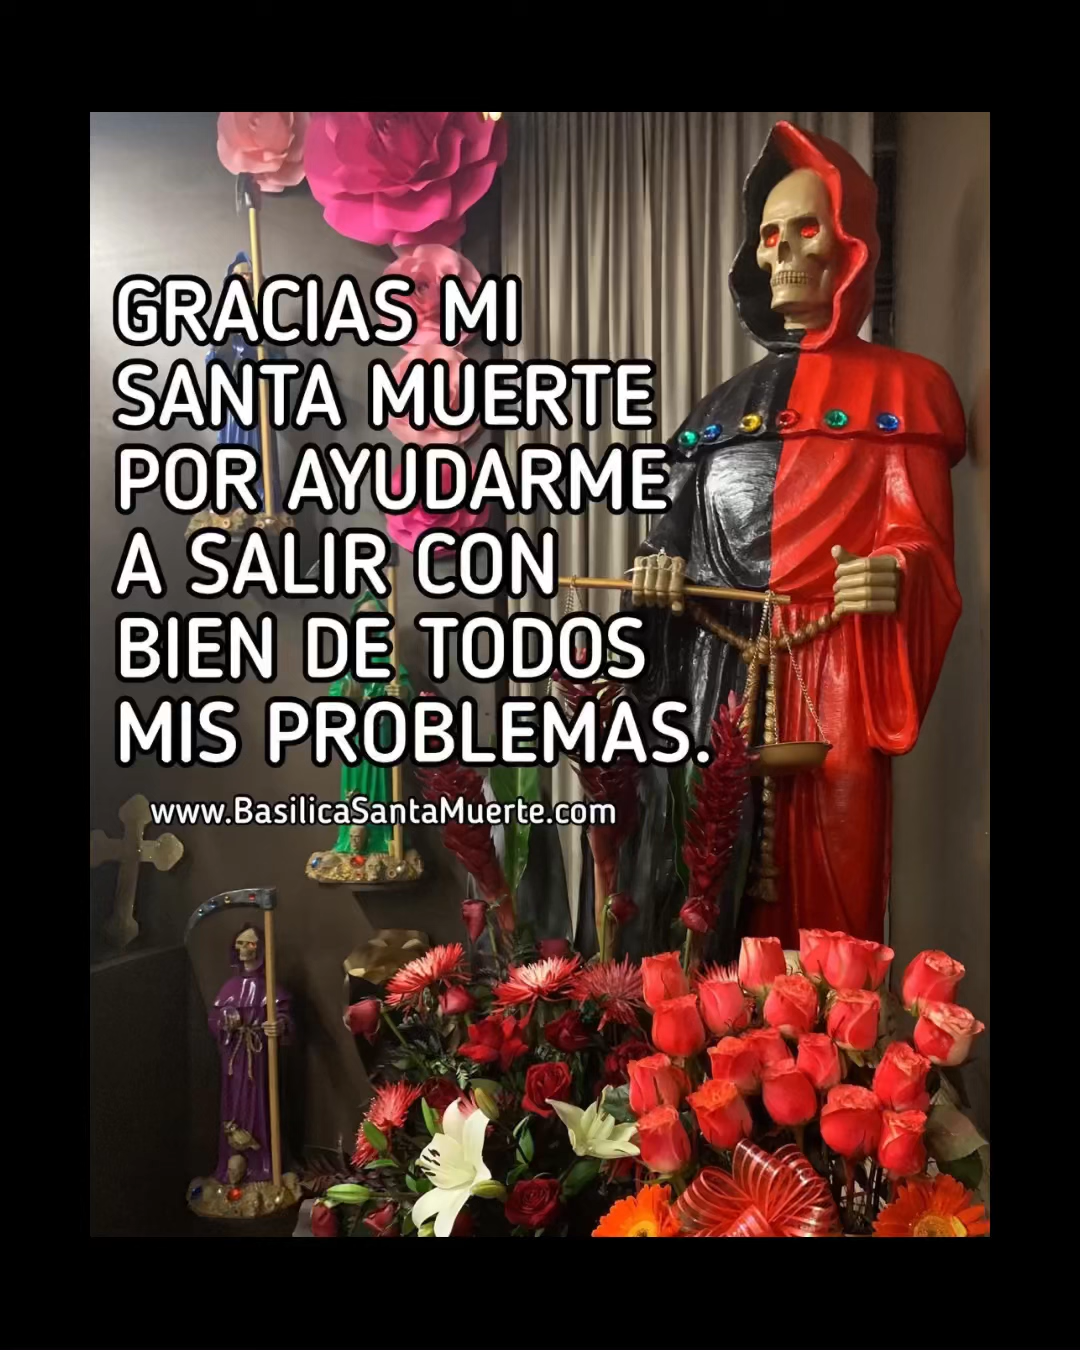 GRACIAS MI
SANTA MUERTE
POR AYUDARME
A SALIR CON
BIEN DE TODOS
MIS PROBLEMAS.
www.BasilicaSantaMuerte.com